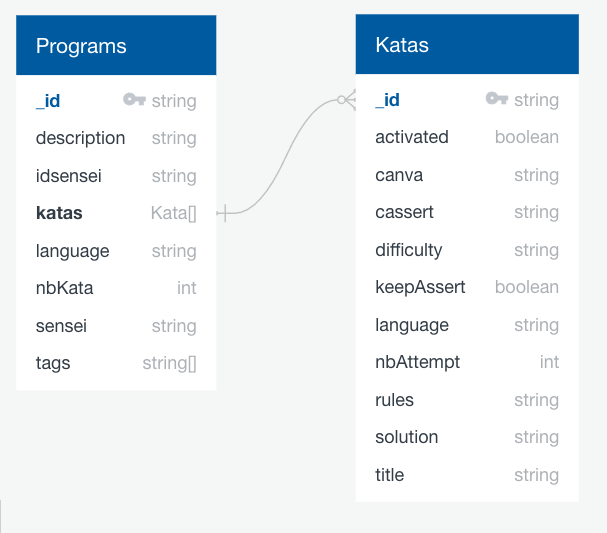 Programs
_id string
description string
idsensei string
katas Kata[]
language string
nbKata int
sensei string
tags string[]
Katas
_id string
activated boolean
canva string
cassert string
difficulty string
keepAssert boolean
language string
nbAttempt int
rules string
solution string
title string